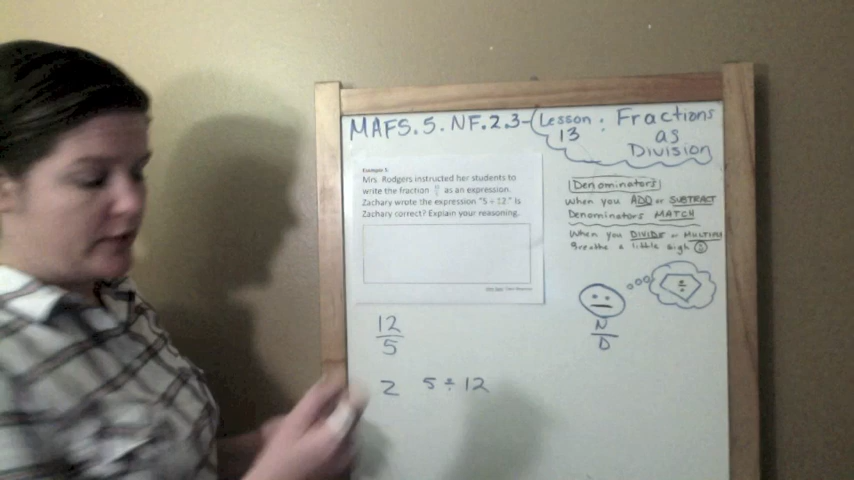 MAFS.5.NF.2.3- Lesson 13: Fractions as Division
Example 1.
Mrs. Rodgers instructed her students to
write the fraction 12/5 as an expression.
Zachary wrote the expression "5 ÷ 12." Is
Zachary correct? Explain your reasoning.
Denominators
When you ADD or SUBTRACT
Denominators MATCH
When you DIVIDE or MULTIPLY
Breathe a little sigh
N
D
12
5
Z 5 ÷ 12